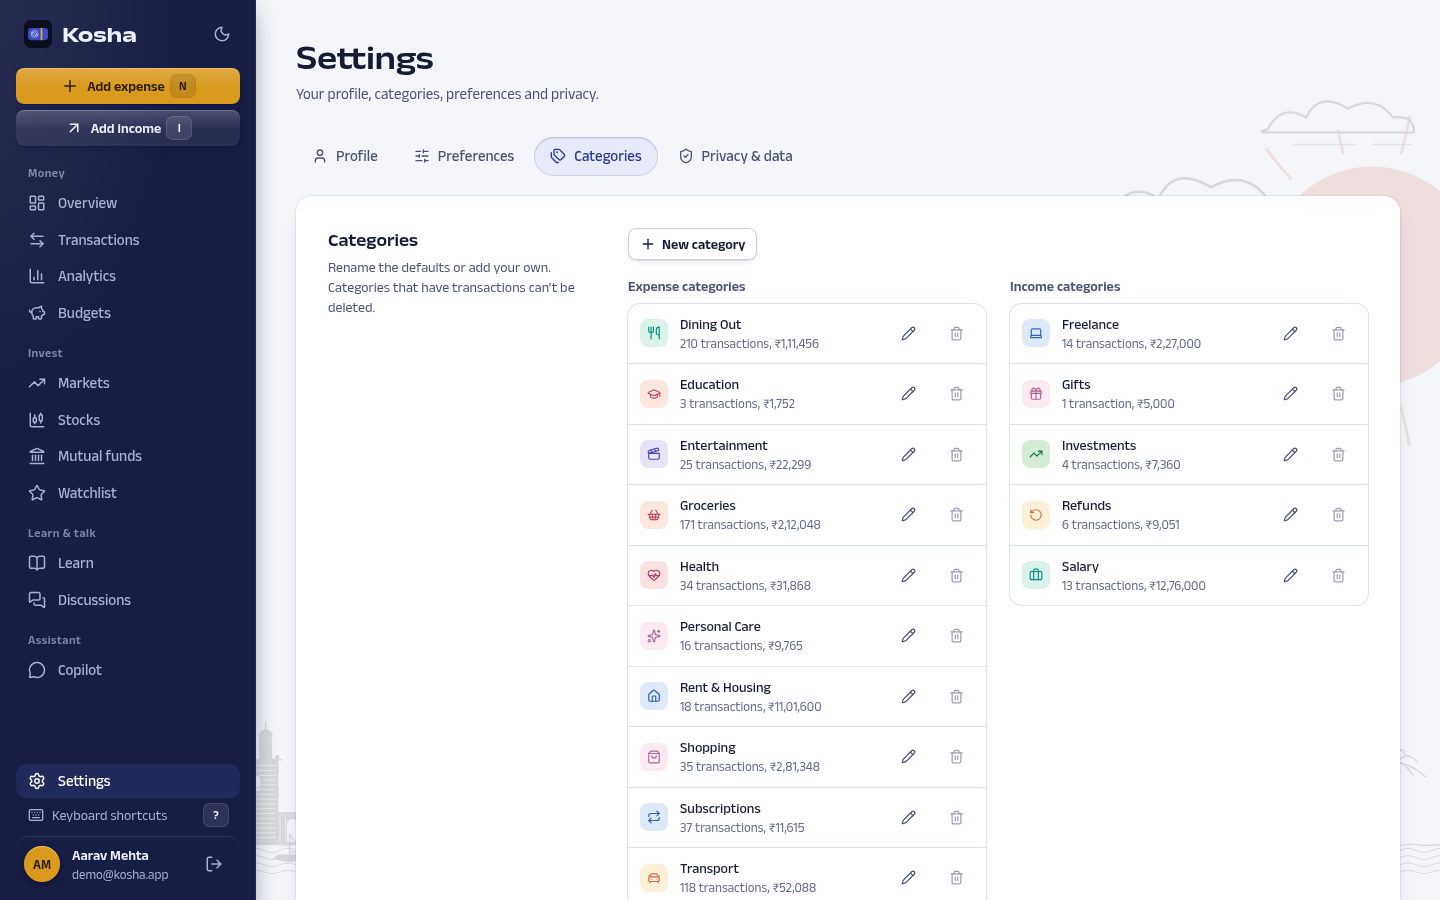 Kosha
Add expense N
Add income I
Money
Overview
Transactions
Analytics
Budgets
Invest
Markets
Stocks
Mutual funds
Watchlist
Learn & talk
Learn
Discussions
Assistant
Copilot
Settings
Keyboard shortcuts ?
AM
Aarav Mehta
demo@kosha.app
Settings
Your profile, categories, preferences and privacy.
Profile
Preferences
Categories
Privacy & data
Categories
Rename the defaults or add your own.
Categories that have transactions can't be
deleted.
New category
Expense categories
Dining Out
210 transactions, ₹1,11,456
Education
3 transactions, ₹1,752
Entertainment
25 transactions, ₹22,299
Groceries
171 transactions, ₹2,12,048
Health
34 transactions, ₹31,868
Personal Care
16 transactions, ₹9,765
Rent & Housing
18 transactions, ₹11,01,600
Shopping
35 transactions, ₹2,81,348
Subscriptions
37 transactions, ₹11,615
Transport
118 transactions, ₹52,088
Income categories
Freelance
14 transactions, ₹2,27,000
Gifts
1 transaction, ₹5,000
Investments
4 transactions, ₹7,360
Refunds
6 transactions, ₹9,051
Salary
13 transactions, ₹12,76,000